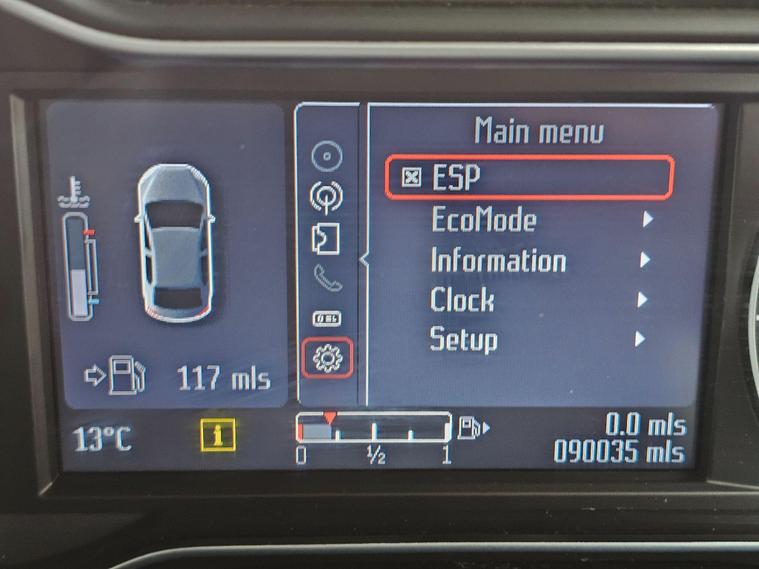 Main menu
ESP
EcoMode
Information
Clock
Setup
117 mls
13°C
i
0 ½ 1
0.0 mls
090035 mls